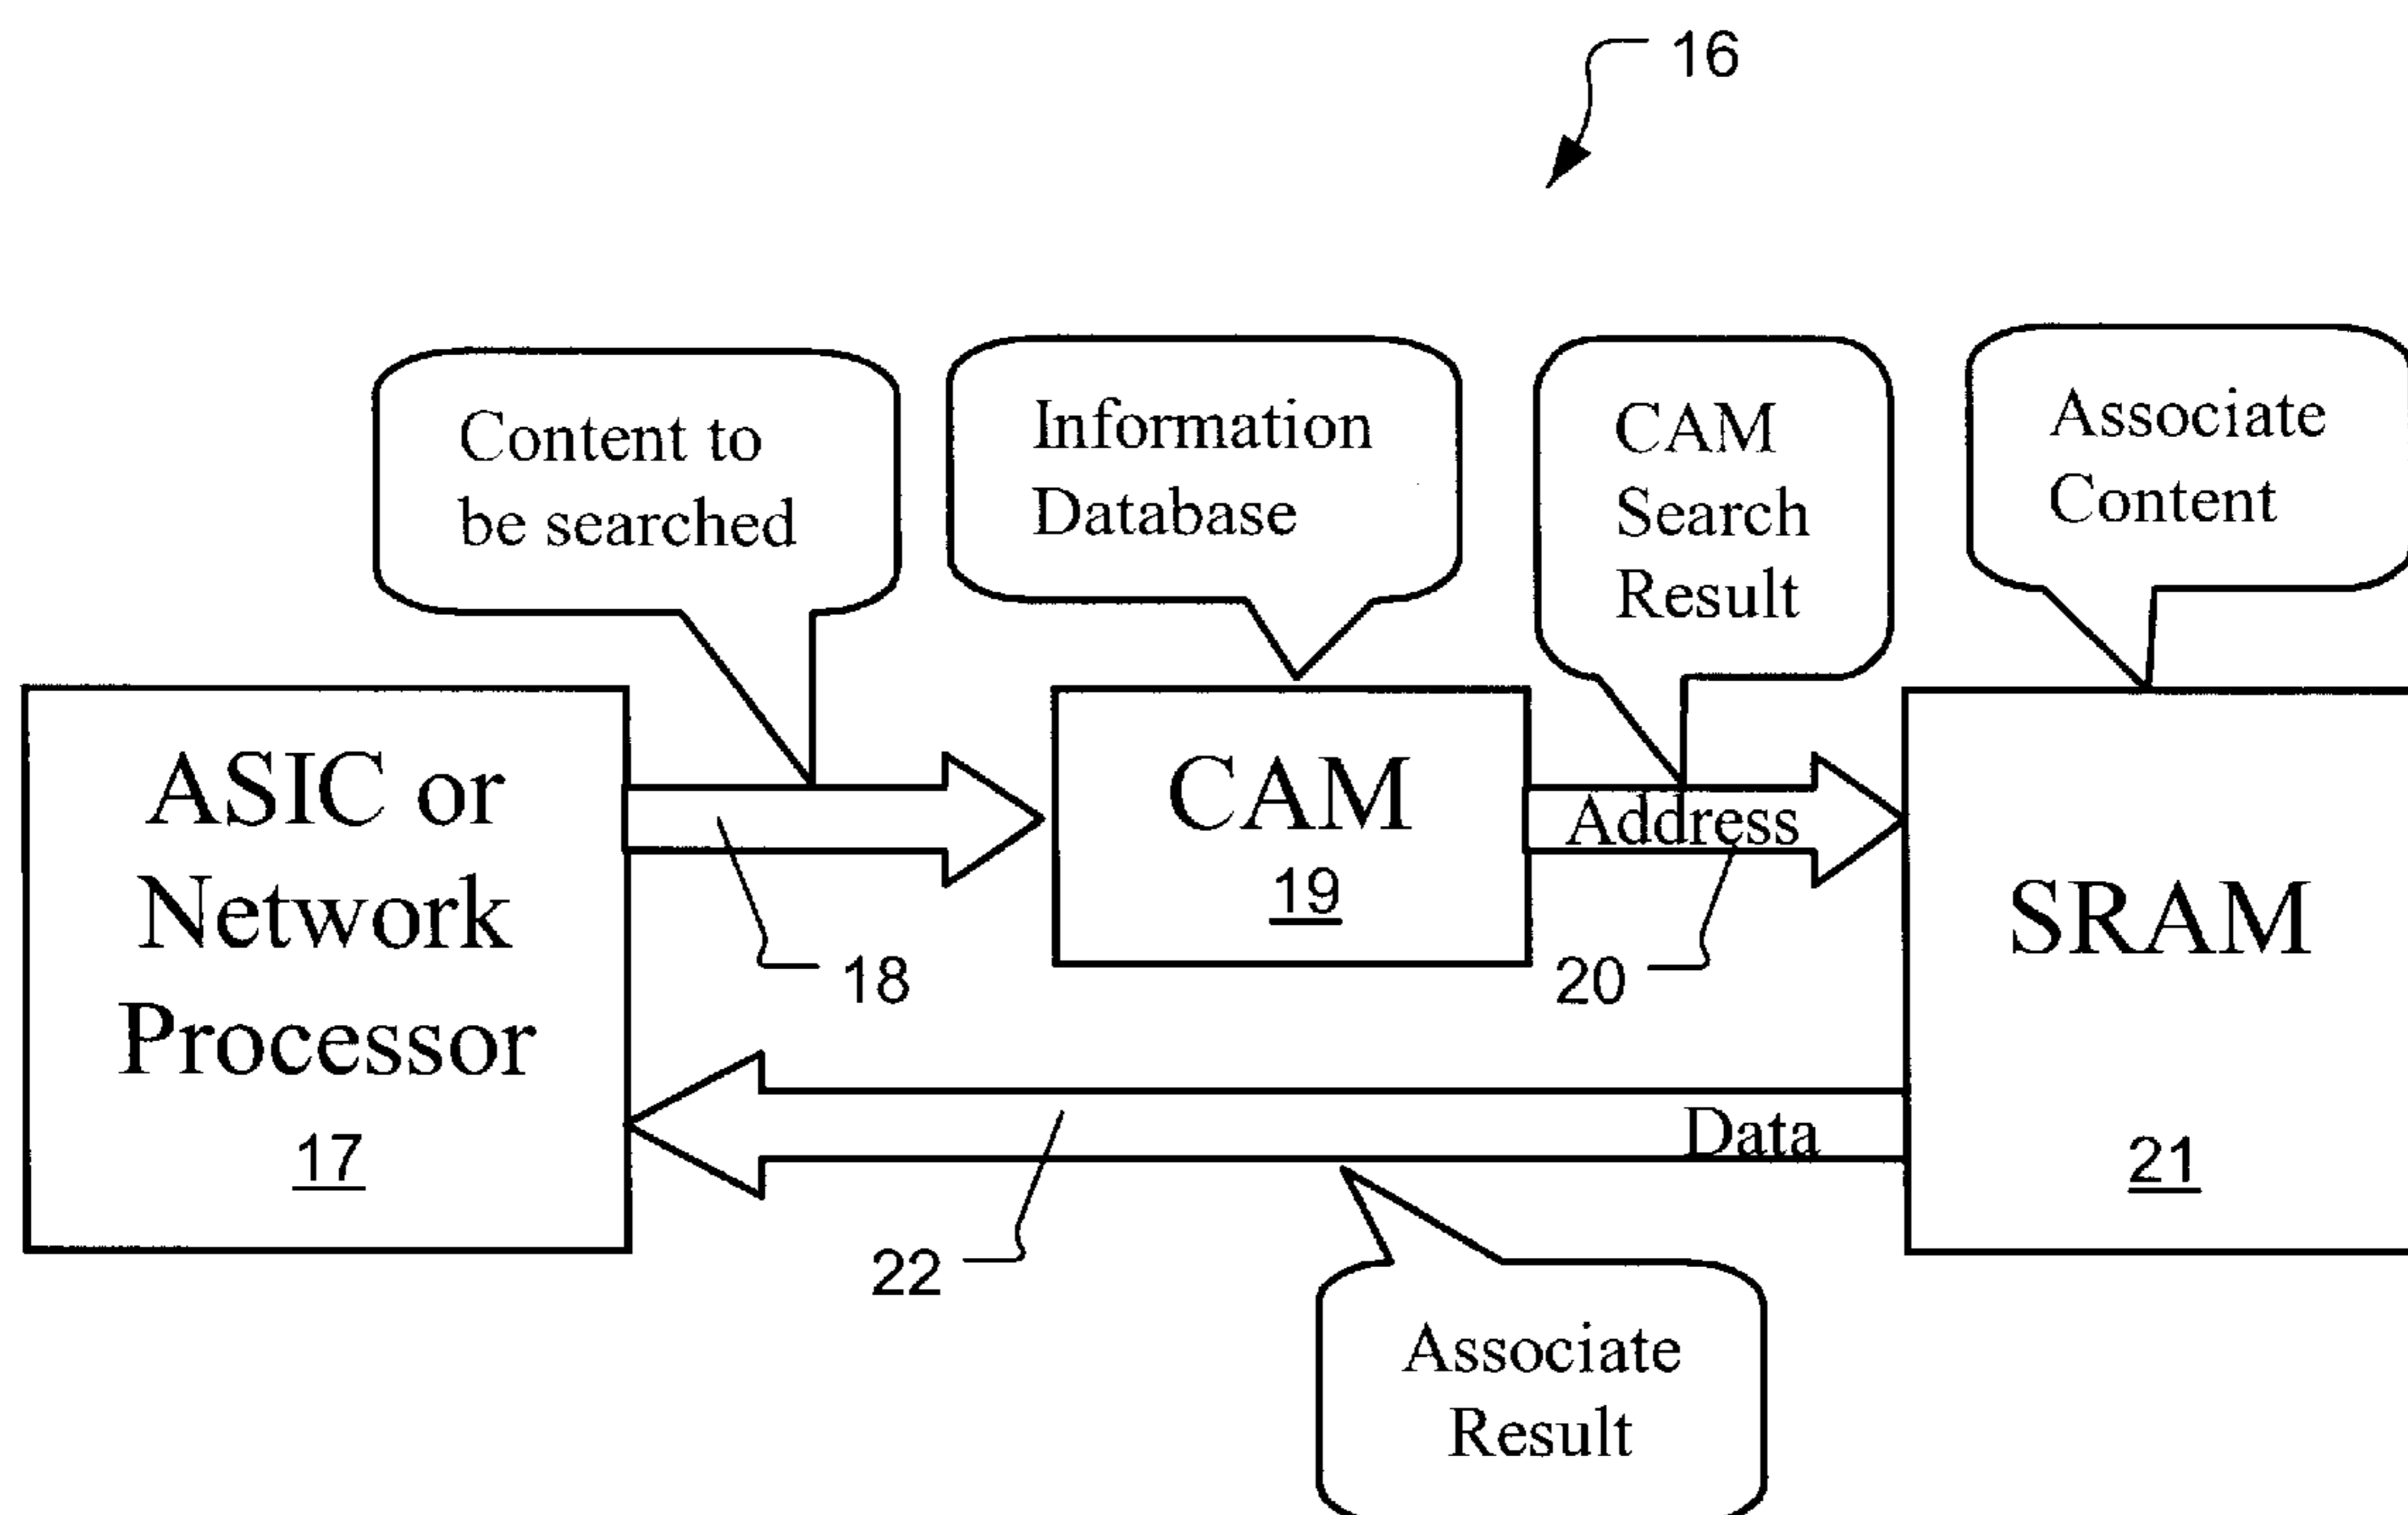 16
Content to
be searched
Information
Database
CAM
Search
Result
Associate
Content
ASIC or
Network
Processor
17
18
CAM
19
Address
20
SRAM
21
Data
22
Associate
Result